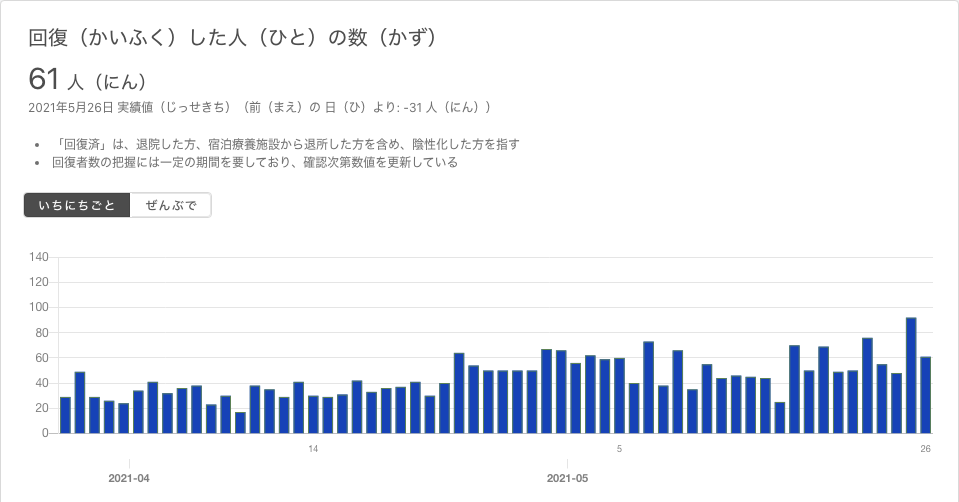 回復（かいふく）した人（ひと）の数（かず）
61 人（にん）
2021年5月26日 実績値（じっせきち）（前（まえ）の 日（ひ）より: -31 人（にん））
• 「回復済」は、退院した方、宿泊療養施設から退所した方を含め、陰性化した方を指す
• 回復者数の把握には一定の期間を要しており、確認次第数値を更新している
いちにちごと ぜんぶで
140
120
100
80
60
40
20
0
14 5 26
2021-04 2021-05